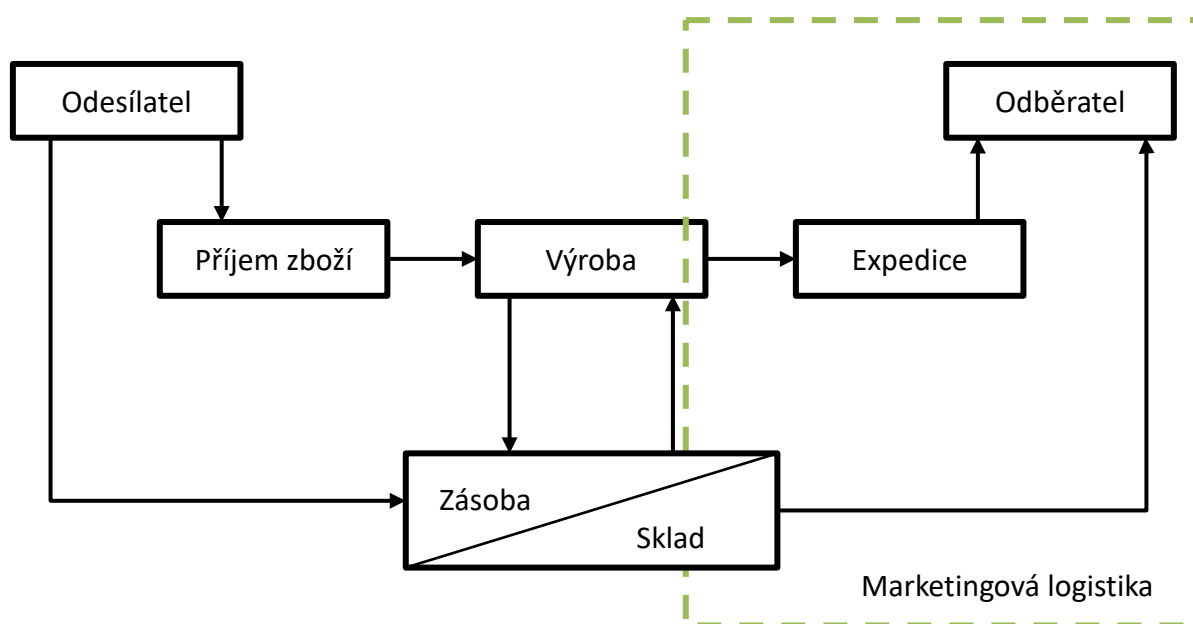 Odesílatel
Odběratel
Příjem zboží
Výroba
Expedice
Zásoba
Sklad
Marketingová logistika